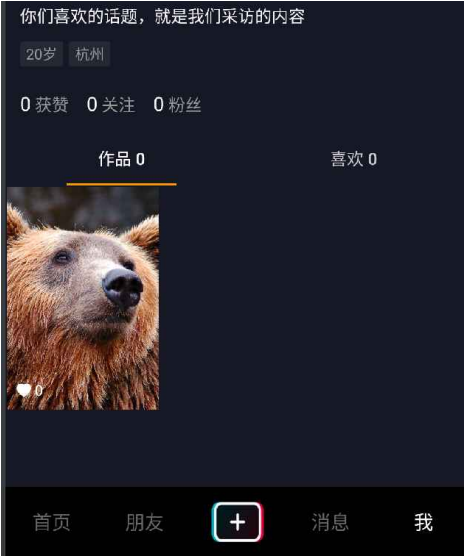 你们喜欢的话题，就是我们采访的内容
20岁 杭州
0 获赞 0 关注 0 粉丝
作品 0 喜欢 0
0
首页 朋友 + 消息 我